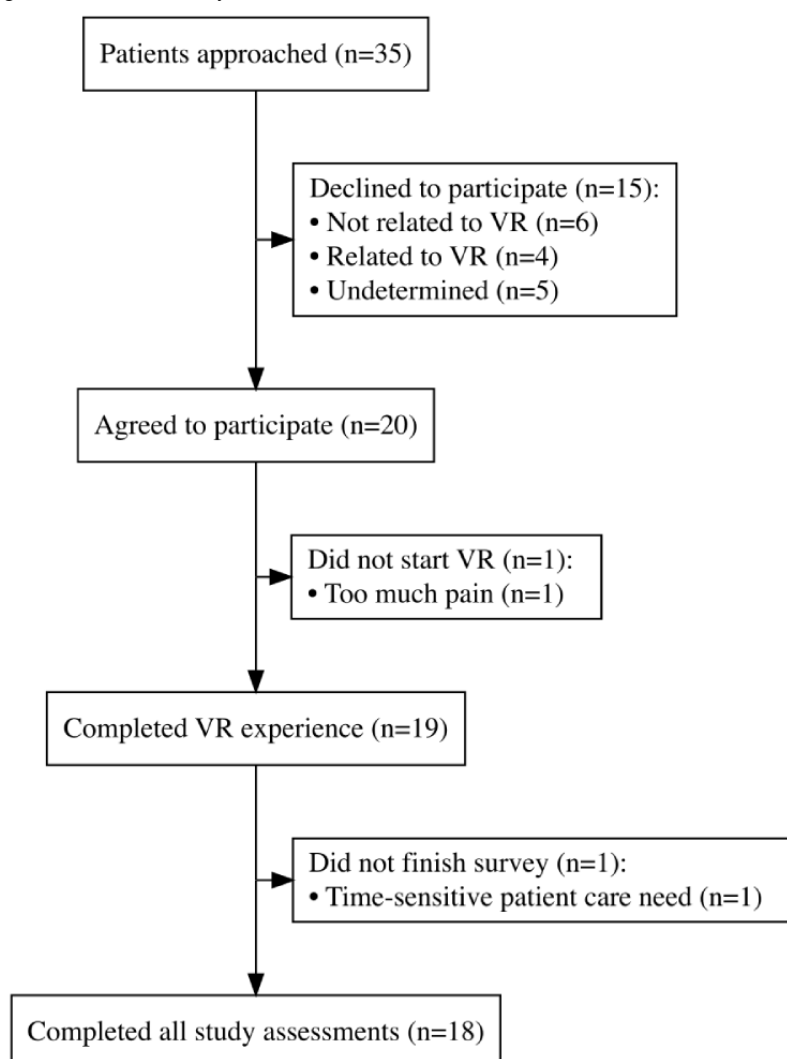 Patients approached (n=35)
Declined to participate (n=15):
• Not related to VR (n=6)
• Related to VR (n=4)
• Undetermined (n=5)
Agreed to participate (n=20)
Did not start VR (n=1):
• Too much pain (n=1)
Completed VR experience (n=19)
Did not finish survey (n=1):
• Time-sensitive patient care need (n=1)
Completed all study assessments (n=18)